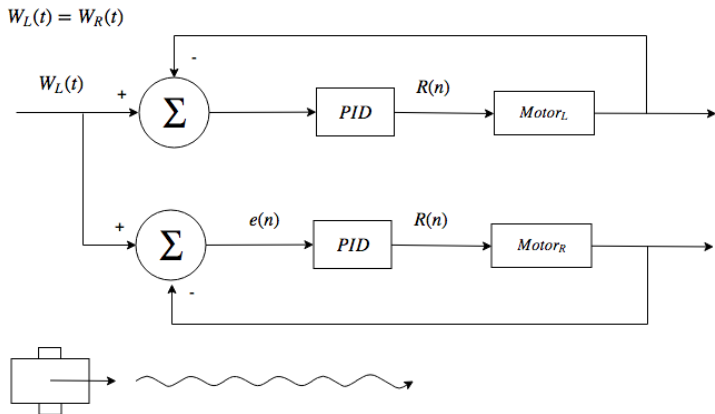 W_L(t) = W_R(t)
-
W_L(t)
+
Σ
PID
R(n)
Motor_L
+
Σ
e(n)
PID
R(n)
Motor_R
-